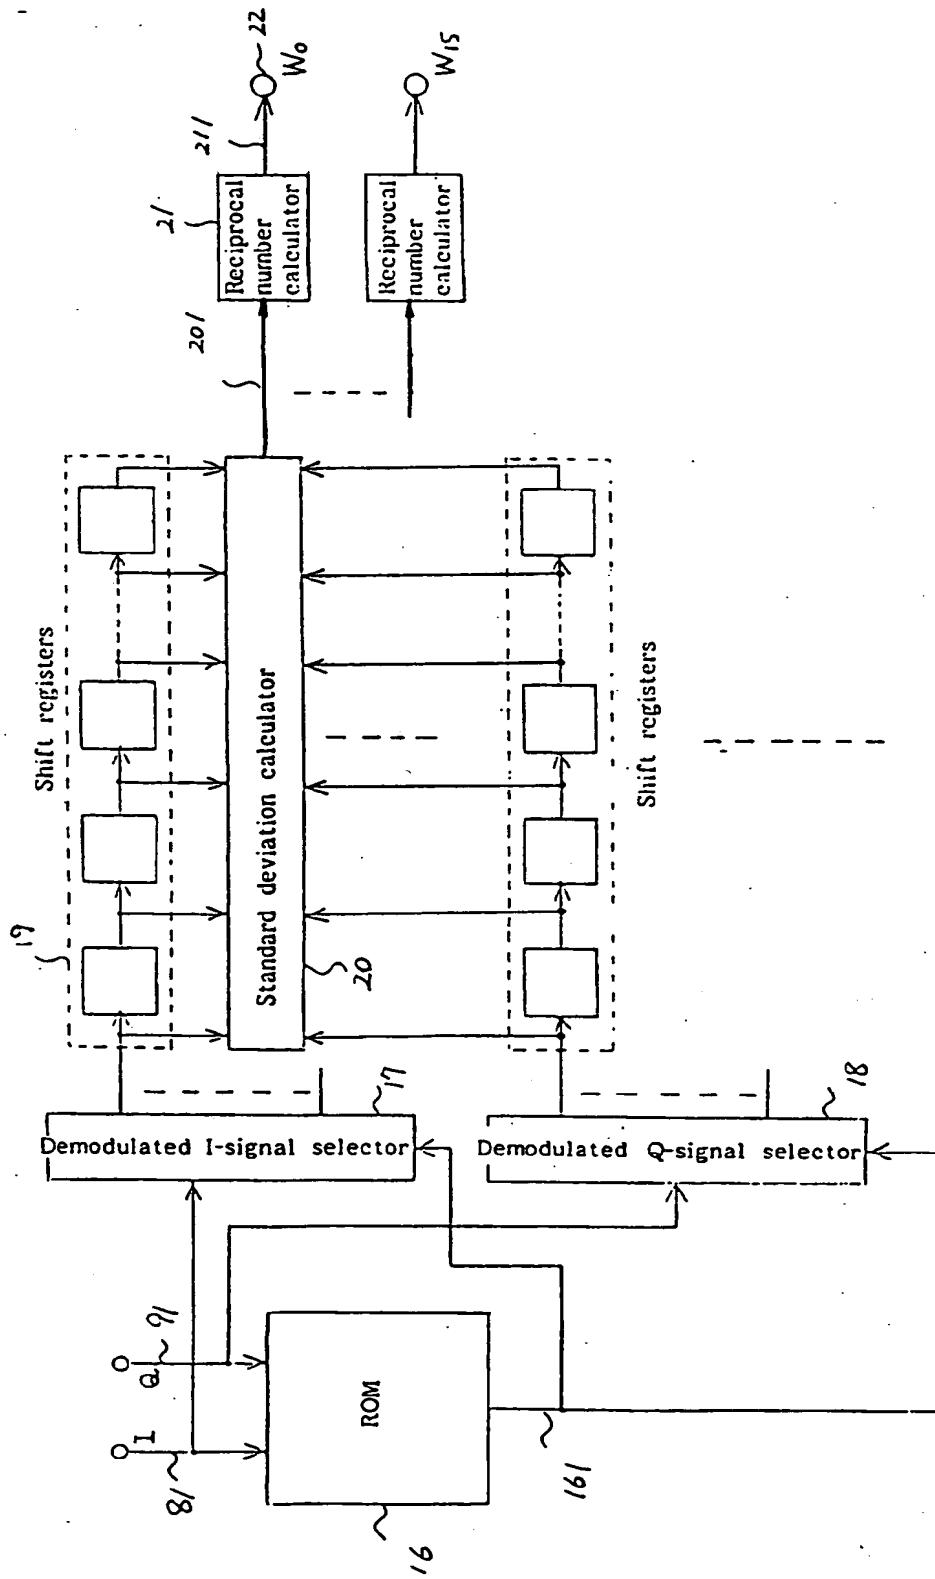 I
Q
81
91
ROM
16
161
Demodulated I-signal selector
17
Demodulated Q-signal selector
18
19
Shift registers
Standard deviation calculator
20
Shift registers
201
21
Reciprocal
number
calculator
211
22
W0
Reciprocal
number
calculator
W15